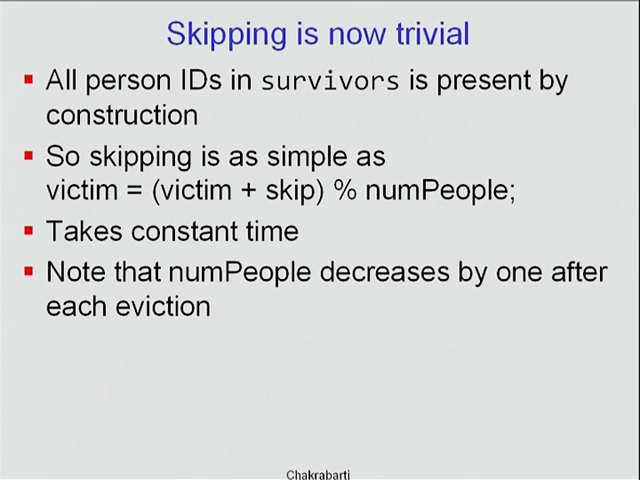 Skipping is now trivial
All person IDs in survivors is present by
construction
So skipping is as simple as
victim = (victim + skip) % numPeople;
Takes constant time
Note that numPeople decreases by one after
each eviction
Chakrabarti